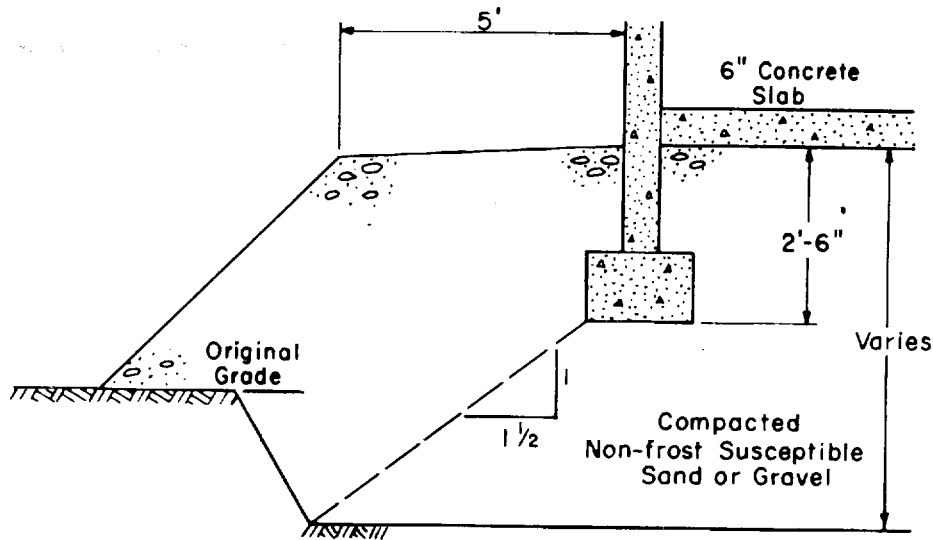 5'
6" Concrete
Slab
2'-6"
Original
Grade
Varies
1
1 1/2
Compacted
Non-frost Susceptible
Sand or Gravel